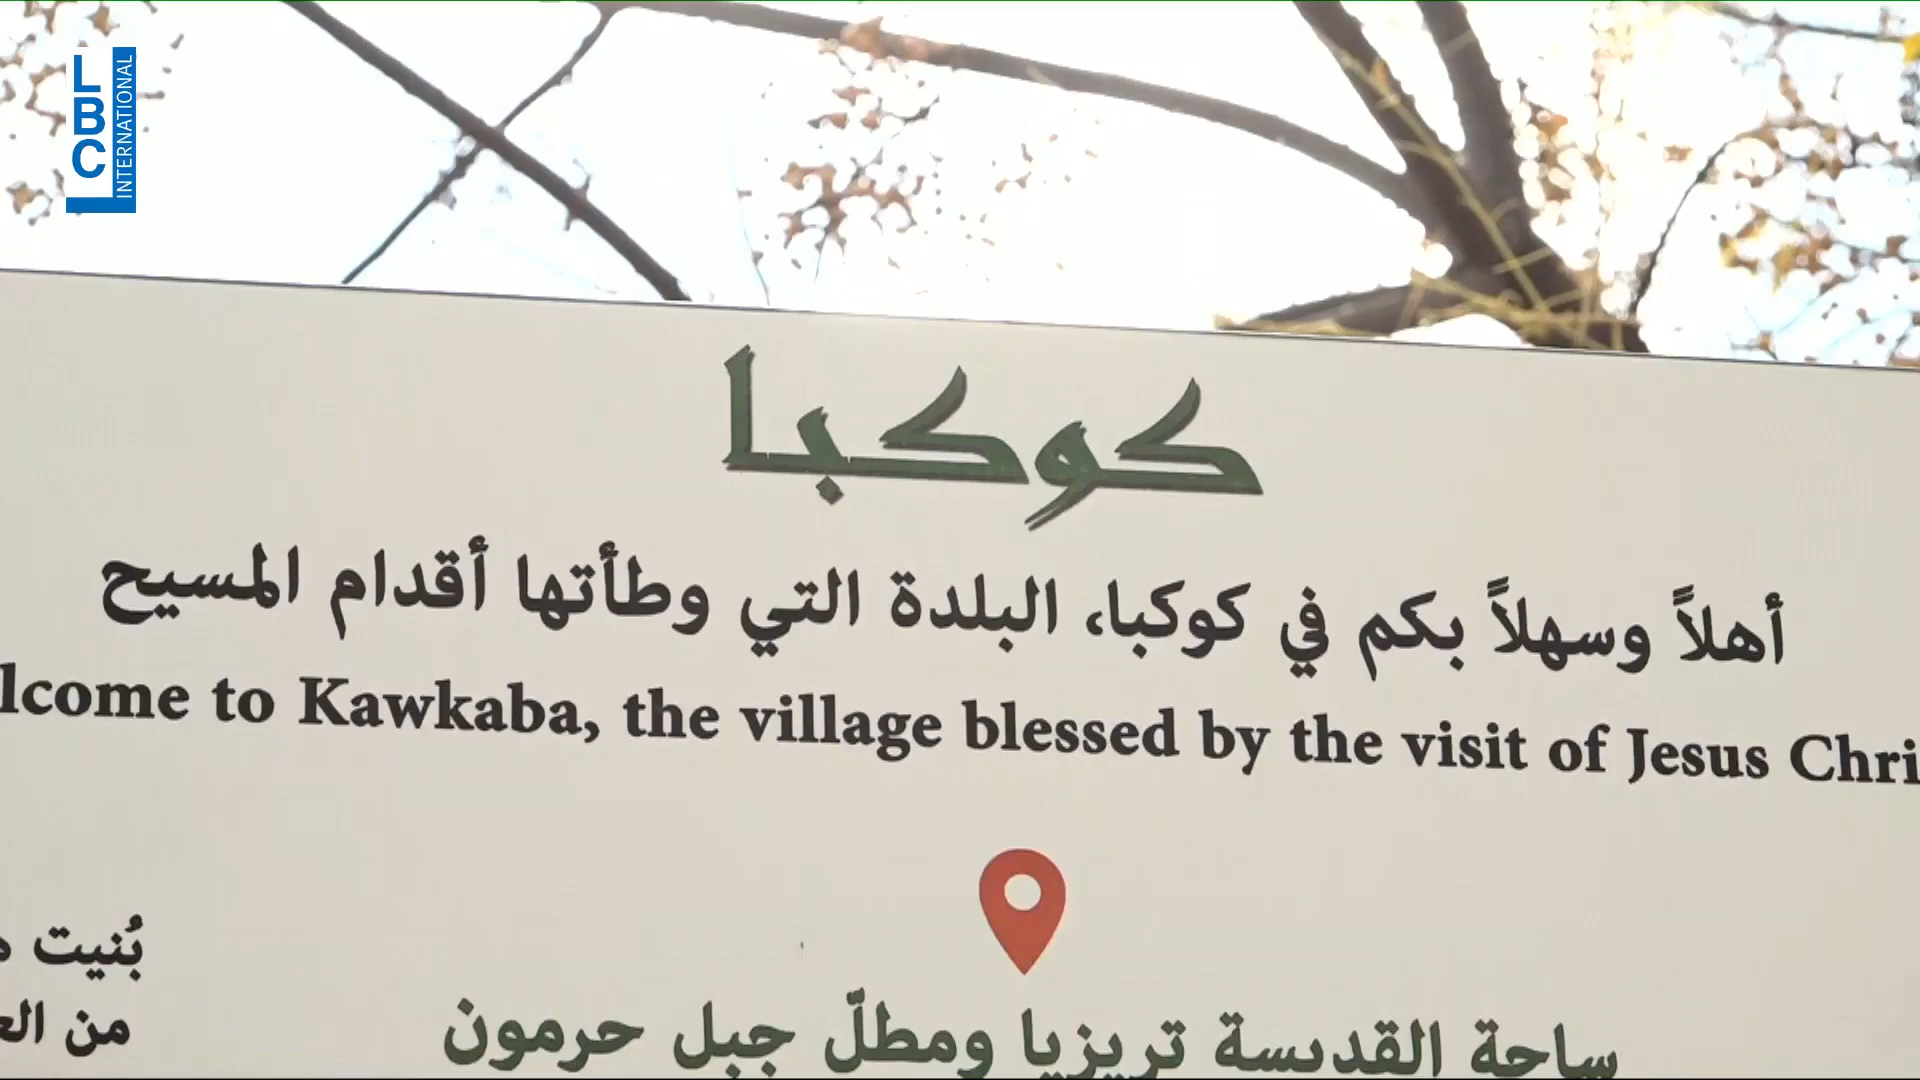 LBC
INTERNATIONAL
كوكبا
أهلاً وسهلاً بكم في كوكبا، البلدة التي وطأتها أقدام المسيح
lcome to Kawkaba, the village blessed by the visit of Jesus Chri
بُنيت
من
ساحة القديسة تريزيا ومطلّ جبل حرمون